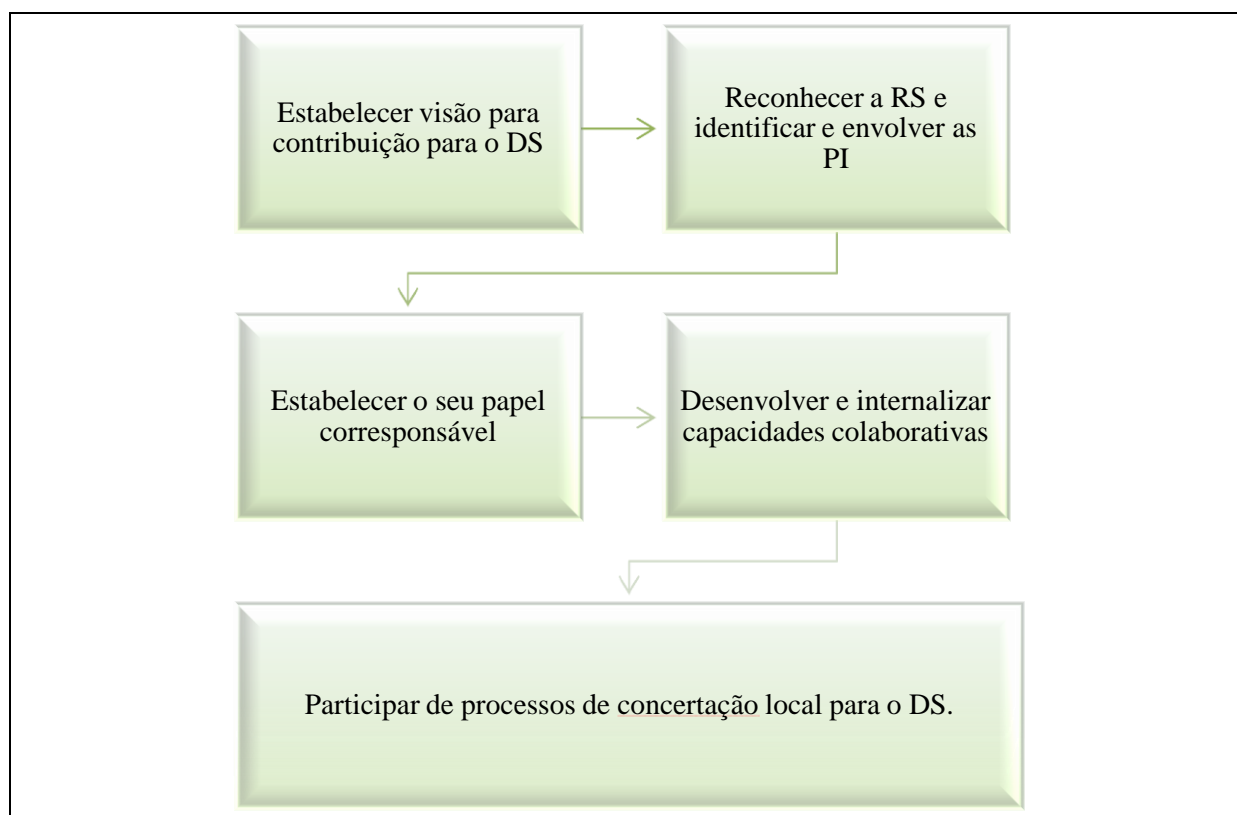 Estabelecer visão para
contribuição para o DS
Reconhecer a RS e
identificar e envolver as
PI
Estabelecer o seu papel
corresponsável
Desenvolver e internalizar
capacidades colaborativas
Participar de processos de concertação local para o DS.